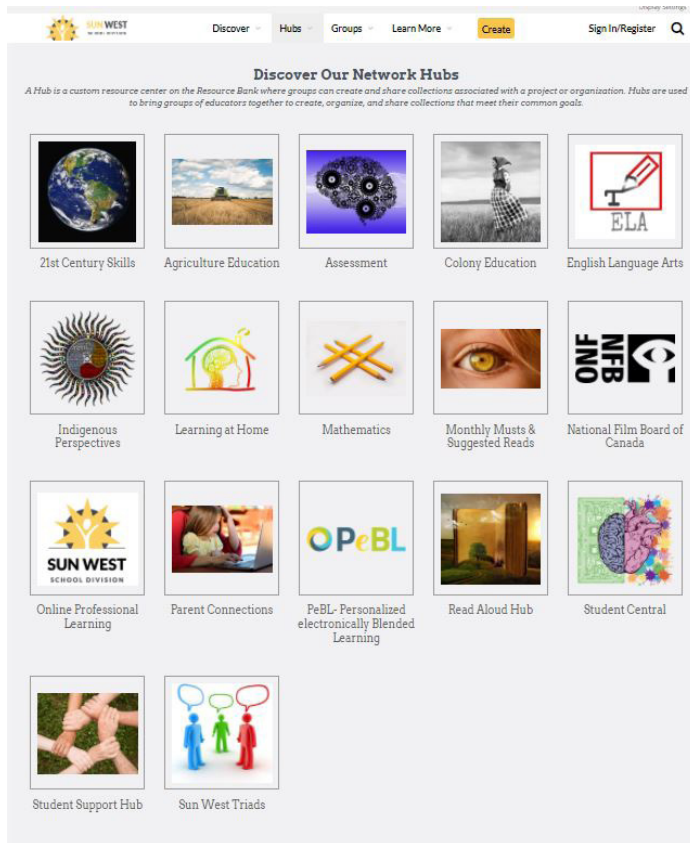 Display Settings
SUN WEST
SCHOOL DIVISION
Discover
Hubs
Groups
Learn More
Create
Sign In/Register
Discover Our Network Hubs
A Hub is a custom resource center on the Resource Bank where groups can create and share collections associated with a project or organization. Hubs are used
to bring groups of educators together to create, organize, and share collections that meet their common goals.
T
ELA
21st Century Skills
Agriculture Education
Assessment
Colony Education
English Language Arts
NFB
ONF
Indigenous
Perspectives
Learning at Home
Mathematics
Monthly Musts &
Suggested Reads
National Film Board of
Canada
SUN WEST
SCHOOL DIVISION
OPeBL
Online Professional
Learning
Parent Connections
PeBL- Personalized
electronically Blended
Learning
Read Aloud Hub
Student Central
Student Support Hub
Sun West Triads